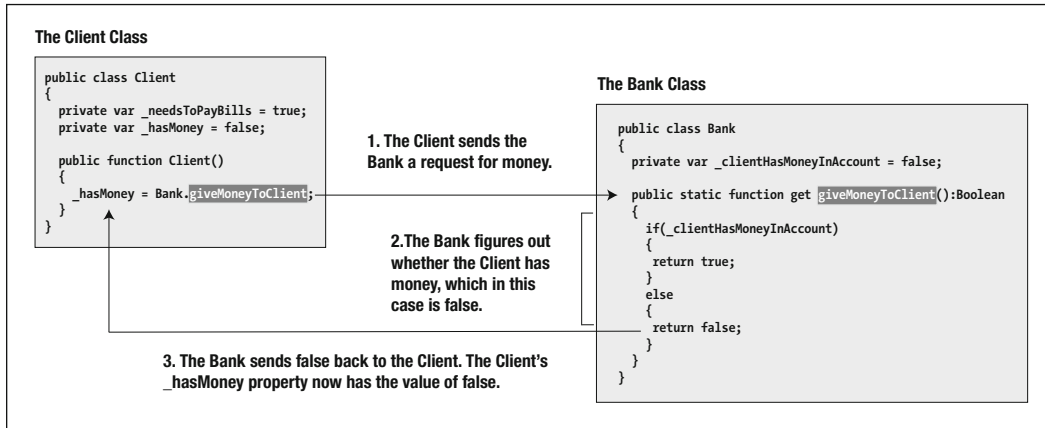 The Client Class
public class Client
{
private var _needsToPayBills = true;
private var _hasMoney = false;
public function Client()
{
_hasMoney = Bank.giveMoneyToClient;
}
}
1. The Client sends the
Bank a request for money.
2.The Bank figures out
whether the Client has
money, which in this
case is false.
3. The Bank sends false back to the Client. The Client’s
_hasMoney property now has the value of false.
The Bank Class
public class Bank
{
private var _clientHasMoneyInAccount = false;
public static function get giveMoneyToClient():Boolean
{
if(_clientHasMoneyInAccount)
{
return true;
}
else
{
return false;
}
}
}